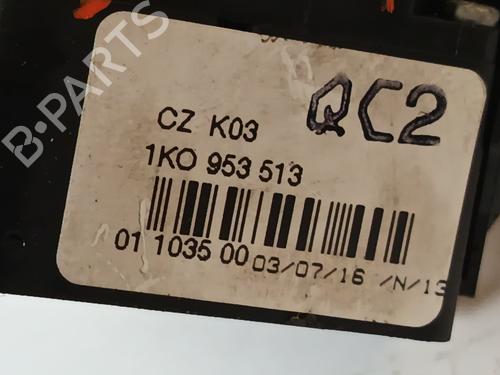 B-PARTS
QC2
CZ K03
1K0 953 513
01 1035 00 03/07/16 /N/13